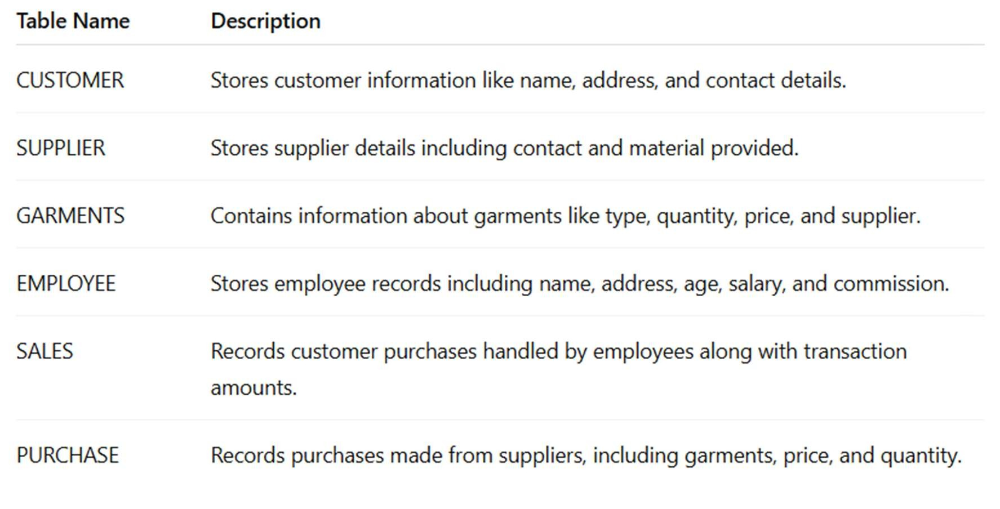 Table Name Description
CUSTOMER Stores customer information like name, address, and contact details.
SUPPLIER Stores supplier details including contact and material provided.
GARMENTS Contains information about garments like type, quantity, price, and supplier.
EMPLOYEE Stores employee records including name, address, age, salary, and commission.
SALES Records customer purchases handled by employees along with transaction
amounts.
PURCHASE Records purchases made from suppliers, including garments, price, and quantity.